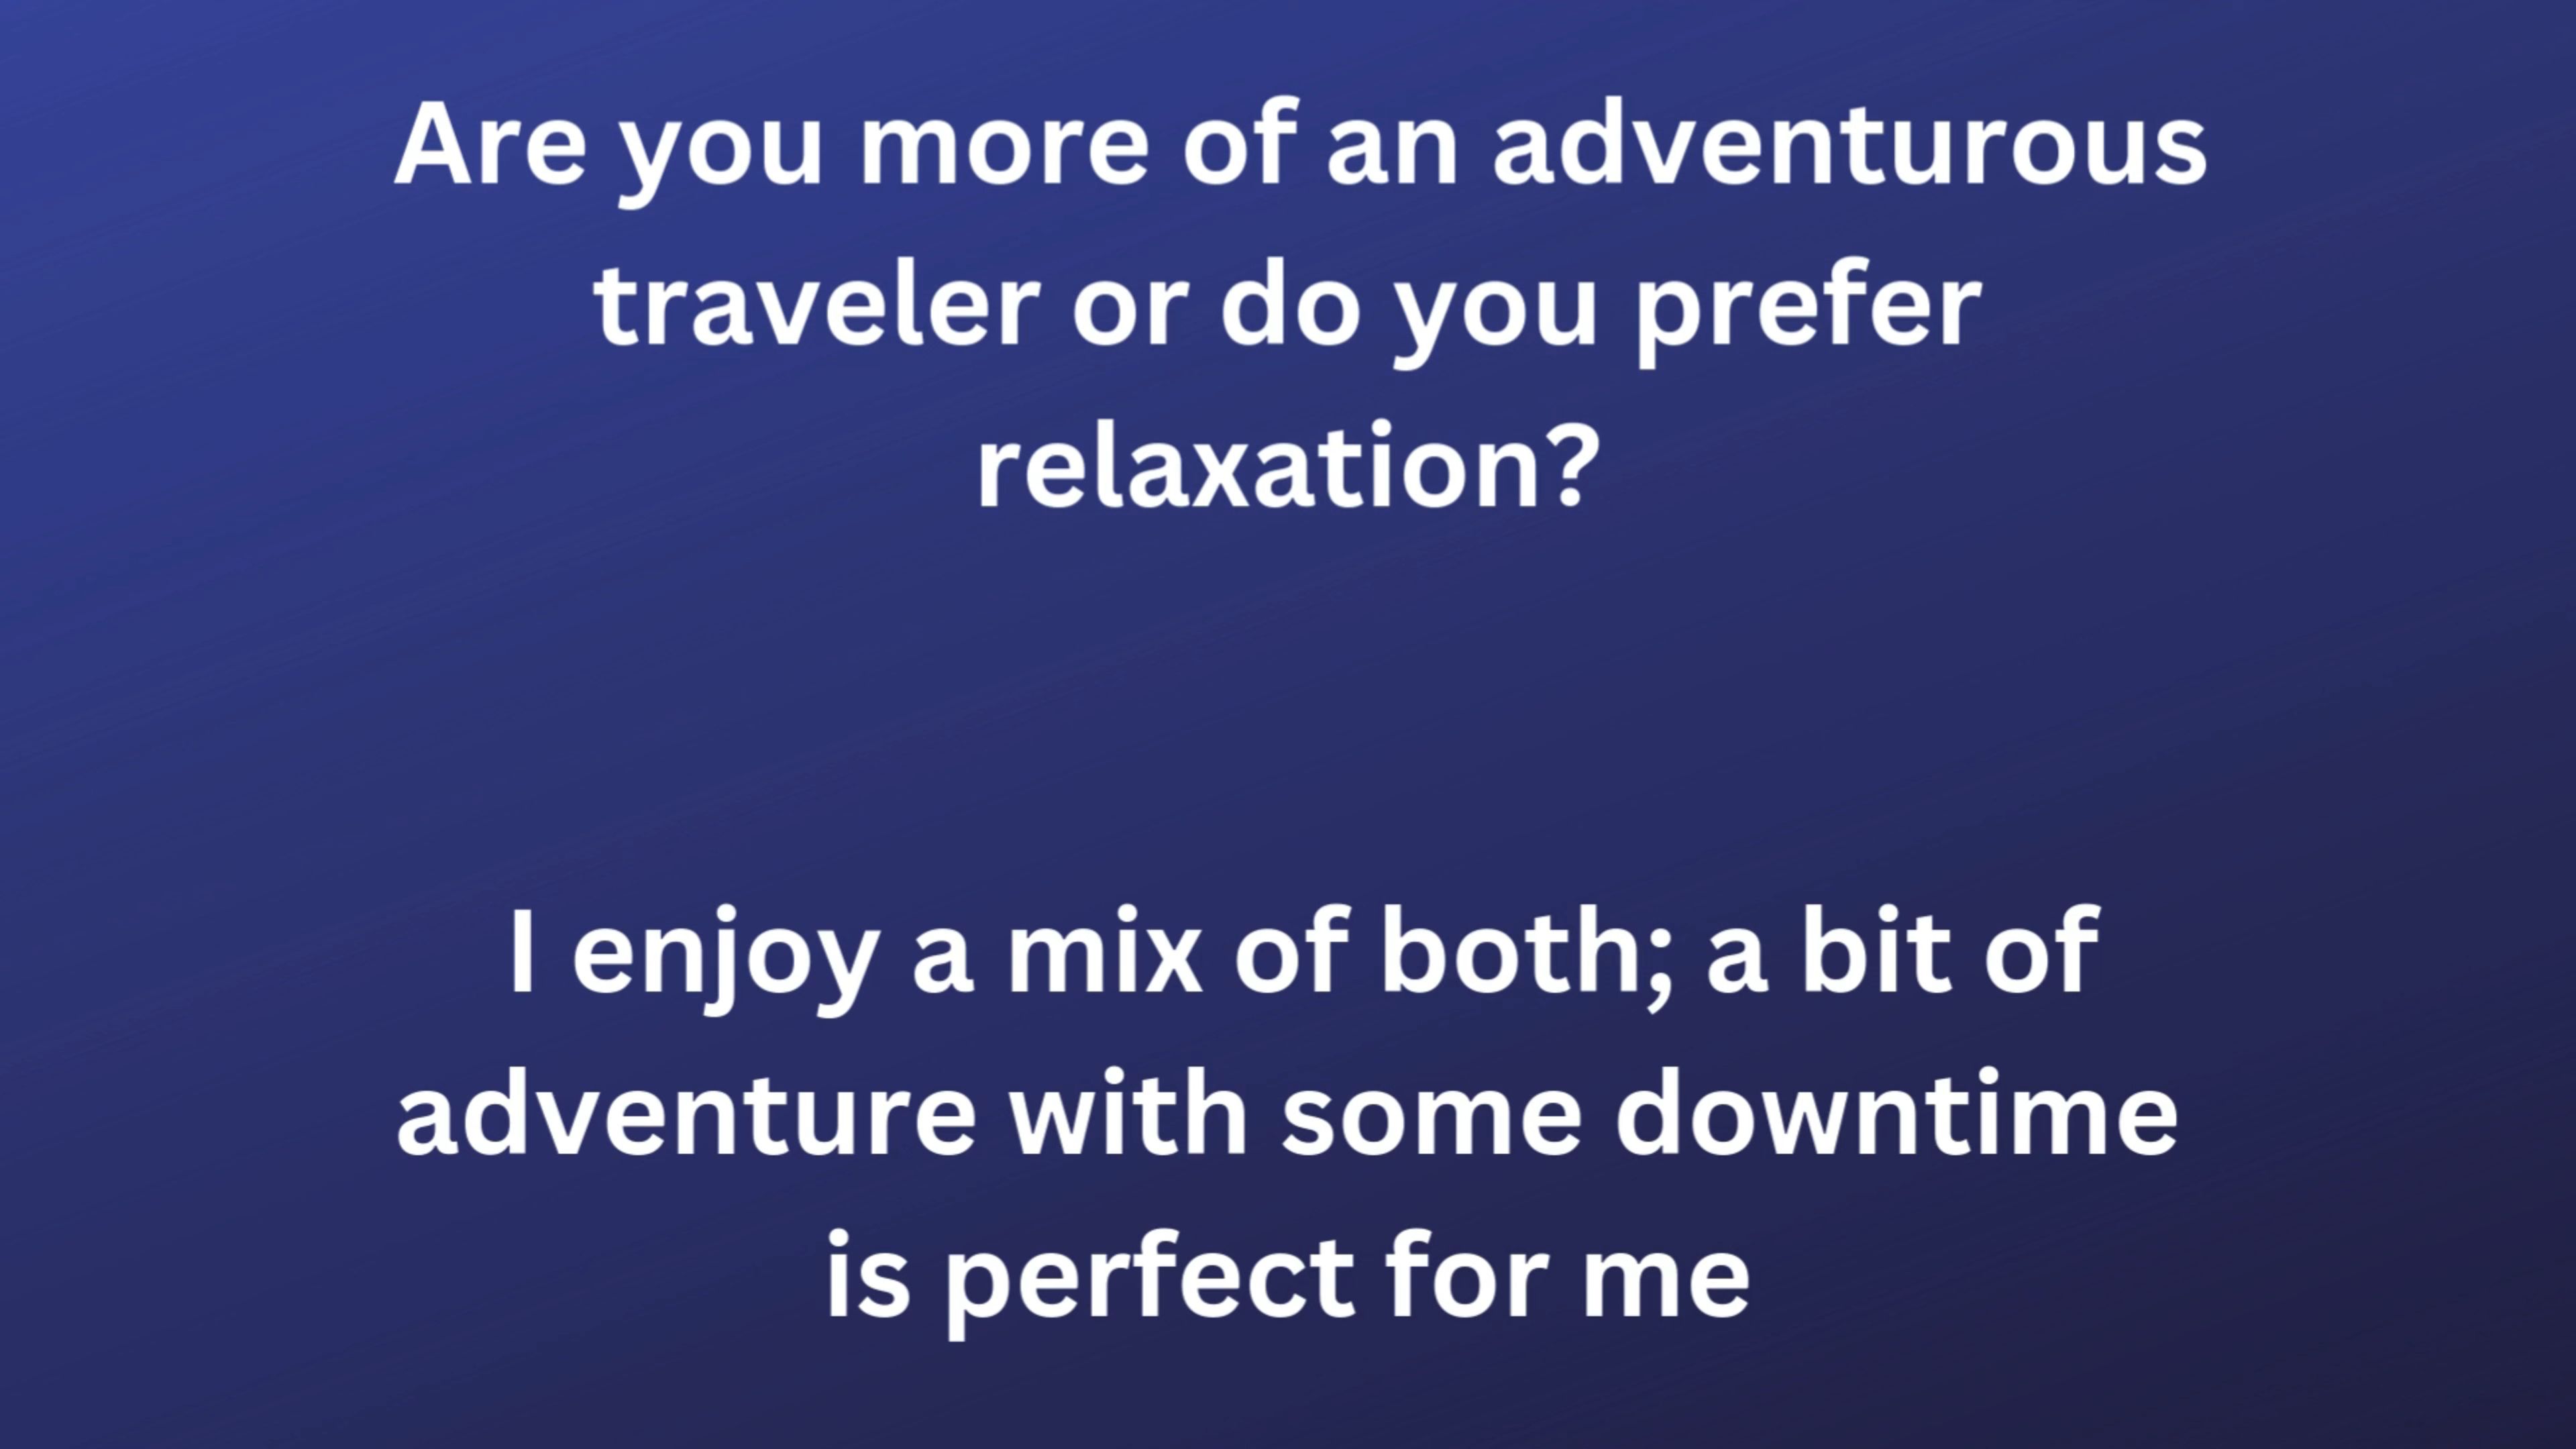 Are you more of an adventurous
traveler or do you prefer
relaxation?
I enjoy a mix of both; a bit of
adventure with some downtime
is perfect for me